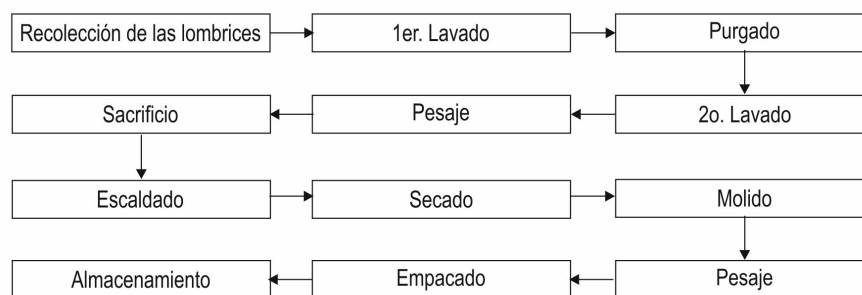 Recolección de las lombrices
1er. Lavado
Purgado
2o. Lavado
Pesaje
Sacrificio
Escaldado
Secado
Molido
Pesaje
Empacado
Almacenamiento